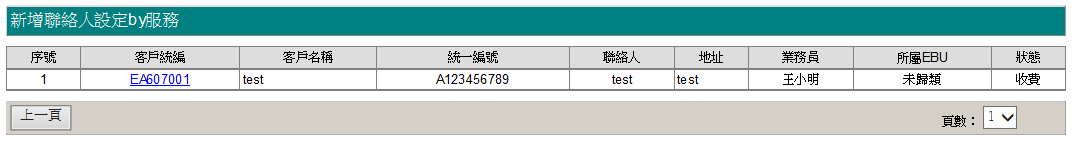 新增聯絡人設定by服務
序號 客戶統編 客戶名稱 統一編號 聯絡人 地址 業務員 所屬EBU 狀態
1 EA607001 test A123456789 test test 王小明 未歸類 收費
上一頁 頁數： 1